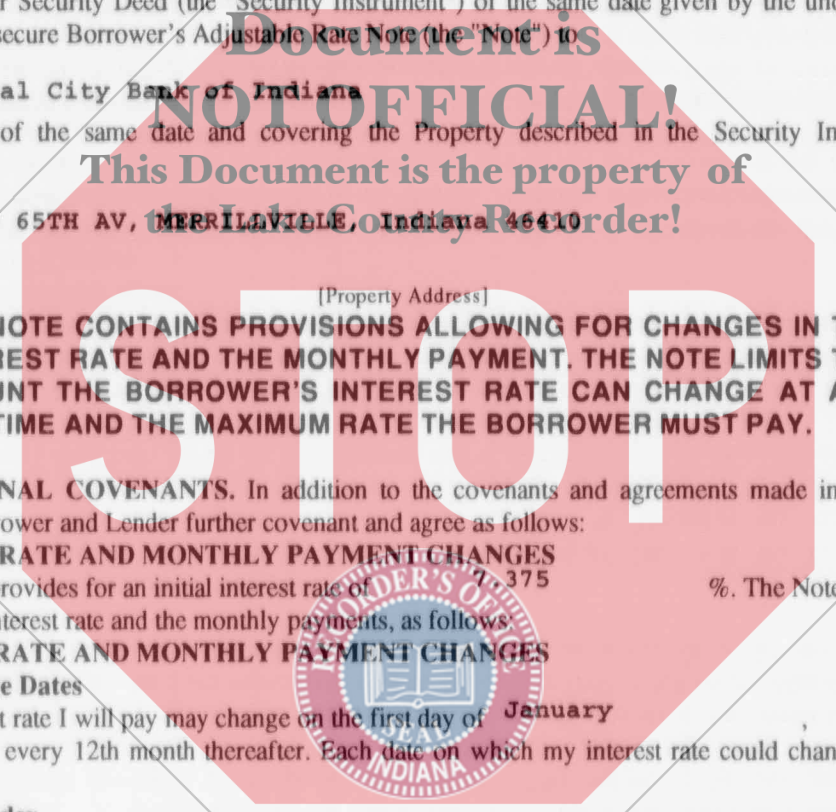 r Security Deed (the "Security Instrument") of the same date given by the und
secure Borrower's Adjustable Rate Note (the "Note") to
Document is
al City Bank of Indiana
NOT OFFICIAL!
of the same date and covering the Property described in the Security In
This Document is the property of
65TH AV, MERRILLVILLE, Indiana 46410
the Lake County Recorder!
[Property Address]
NOTE CONTAINS PROVISIONS ALLOWING FOR CHANGES IN T
REST RATE AND THE MONTHLY PAYMENT. THE NOTE LIMITS T
UNT THE BORROWER'S INTEREST RATE CAN CHANGE AT A
TIME AND THE MAXIMUM RATE THE BORROWER MUST PAY.
STOP
NAL COVENANTS. In addition to the covenants and agreements made in
ower and Lender further covenant and agree as follows:
RATE AND MONTHLY PAYMENT CHANGES
rovides for an initial interest rate of 7.375 %. The Note
nterest rate and the monthly payments, as follows:
RATE AND MONTHLY PAYMENT CHANGES
e Dates
t rate I will pay may change on the first day of January ,
every 12th month thereafter. Each date on which my interest rate could chan
RECORDER'S OFFICE
SEAL
INDIANA